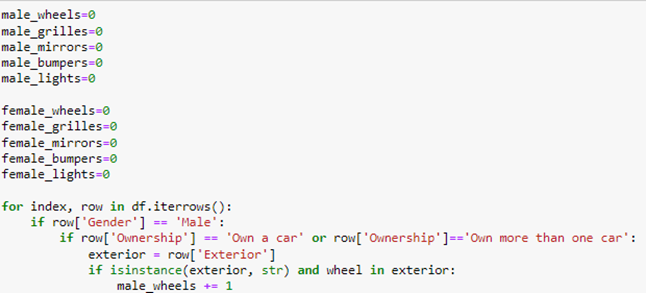 male_wheels=0
male_grilles=0
male_mirrors=0
male_bumpers=0
male_lights=0
female_wheels=0
female_grilles=0
female_mirrors=0
female_bumpers=0
female_lights=0
for index, row in df.iterrows():
if row['Gender'] == 'Male':
if row['Ownership'] == 'Own a car' or row['Ownership']=='Own more than one car':
exterior = row['Exterior']
if isinstance(exterior, str) and wheel in exterior:
male_wheels += 1